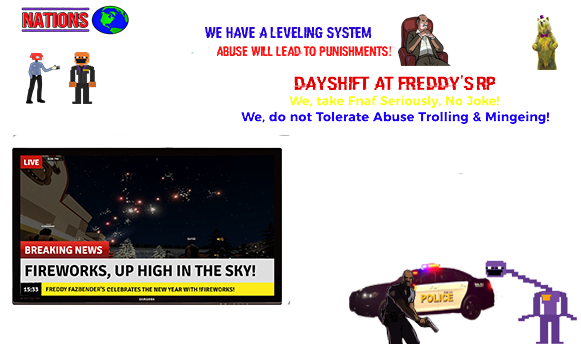 NATIONS
WE HAVE A LEVELING SYSTEM
ABUSE WILL LEAD TO PUNISHMENTS!
DAYSHIFT AT FREDDY'S RP
We, take Fnaf Seriously. No Joke!
We, do not Tolerate Abuse Trolling & Mingeing!
LIVE
BREAKING NEWS
FIREWORKS, UP HIGH IN THE SKY!
15:33 FREDDY FAZBENDER'S CELEBRATES THE NEW YEAR WITH !FIREWORKS!
SAMSUNG
POLICE